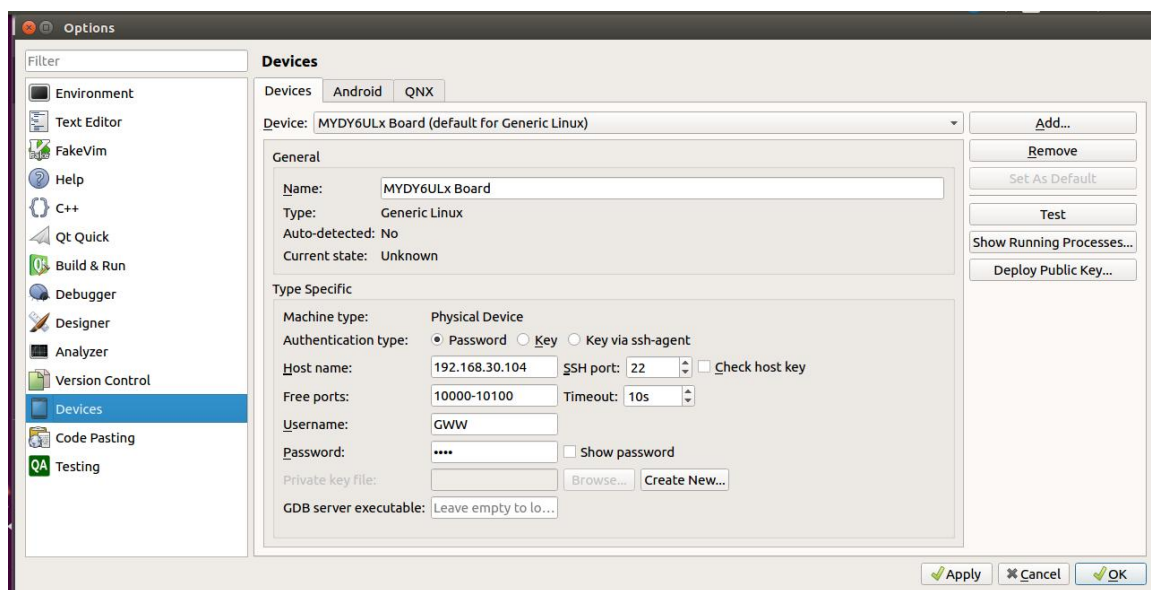 Options
Filter
Environment
Text Editor
FakeVim
Help
C++
Qt Quick
Build & Run
Debugger
Designer
Analyzer
Version Control
Devices
Code Pasting
QA Testing
Devices
Devices Android QNX
Device: MYDY6ULx Board (default for Generic Linux)
General
Name: MYDY6ULx Board
Type: Generic Linux
Auto-detected: No
Current state: Unknown
Type Specific
Machine type: Physical Device
Authentication type: Password Key Key via ssh-agent
Host name: 192.168.30.104 SSH port: 22 Check host key
Free ports: 10000-10100 Timeout: 10s
Username: GWW
Password: •••• Show password
Private key file: Browse... Create New...
GDB server executable: Leave empty to lo...
Add...
Remove
Set As Default
Test
Show Running Processes...
Deploy Public Key...
Apply Cancel OK